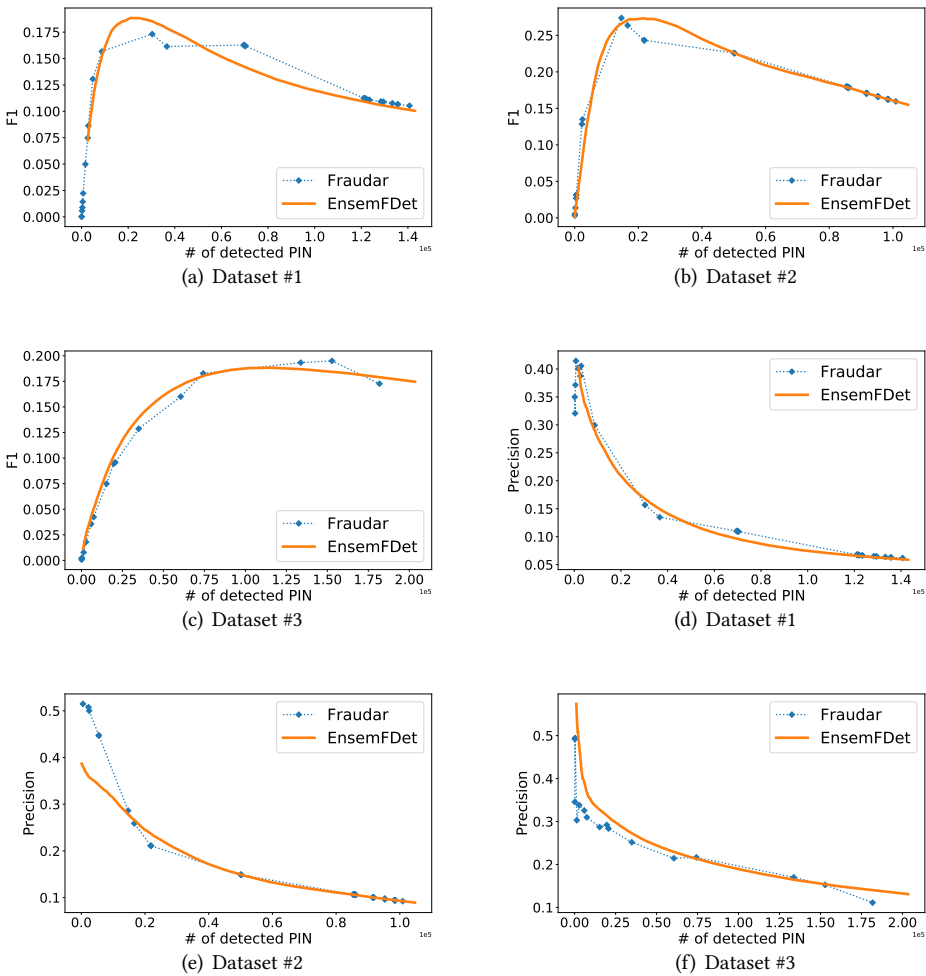 0.175
0.150
0.125
0.100
0.075
0.050
0.025
0.000
F1
Fraudar
EnsemFDet
0.0 0.2 0.4 0.6 0.8 1.0 1.2 1.4
1e5
# of detected PIN
(a) Dataset #1
0.25
0.20
0.15
0.10
0.05
0.00
F1
Fraudar
EnsemFDet
0.0 0.2 0.4 0.6 0.8 1.0
1e5
# of detected PIN
(b) Dataset #2
0.200
0.175
0.150
0.125
0.100
0.075
0.050
0.025
0.000
F1
Fraudar
EnsemFDet
0.00 0.25 0.50 0.75 1.00 1.25 1.50 1.75 2.00
1e5
# of detected PIN
(c) Dataset #3
0.40
0.35
0.30
0.25
0.20
0.15
0.10
0.05
Precision
Fraudar
EnsemFDet
0.0 0.2 0.4 0.6 0.8 1.0 1.2 1.4
1e5
# of detected PIN
(d) Dataset #1
0.5
0.4
0.3
0.2
0.1
Precision
Fraudar
EnsemFDet
0.0 0.2 0.4 0.6 0.8 1.0
1e5
# of detected PIN
(e) Dataset #2
0.5
0.4
0.3
0.2
0.1
Precision
Fraudar
EnsemFDet
0.00 0.25 0.50 0.75 1.00 1.25 1.50 1.75 2.00
1e5
# of detected PIN
(f) Dataset #3